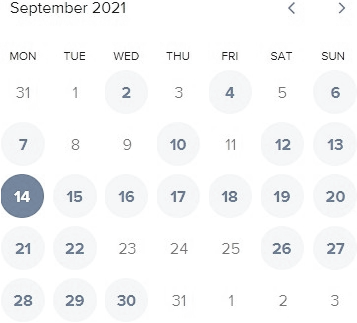 September 2021
MON TUE WED THU FRI SAT SUN
31 1 2 3 4 5 6
7 8 9 10 11 12 13
14 15 16 17 18 19 20
21 22 23 24 25 26 27
28 29 30 31 1 2 3